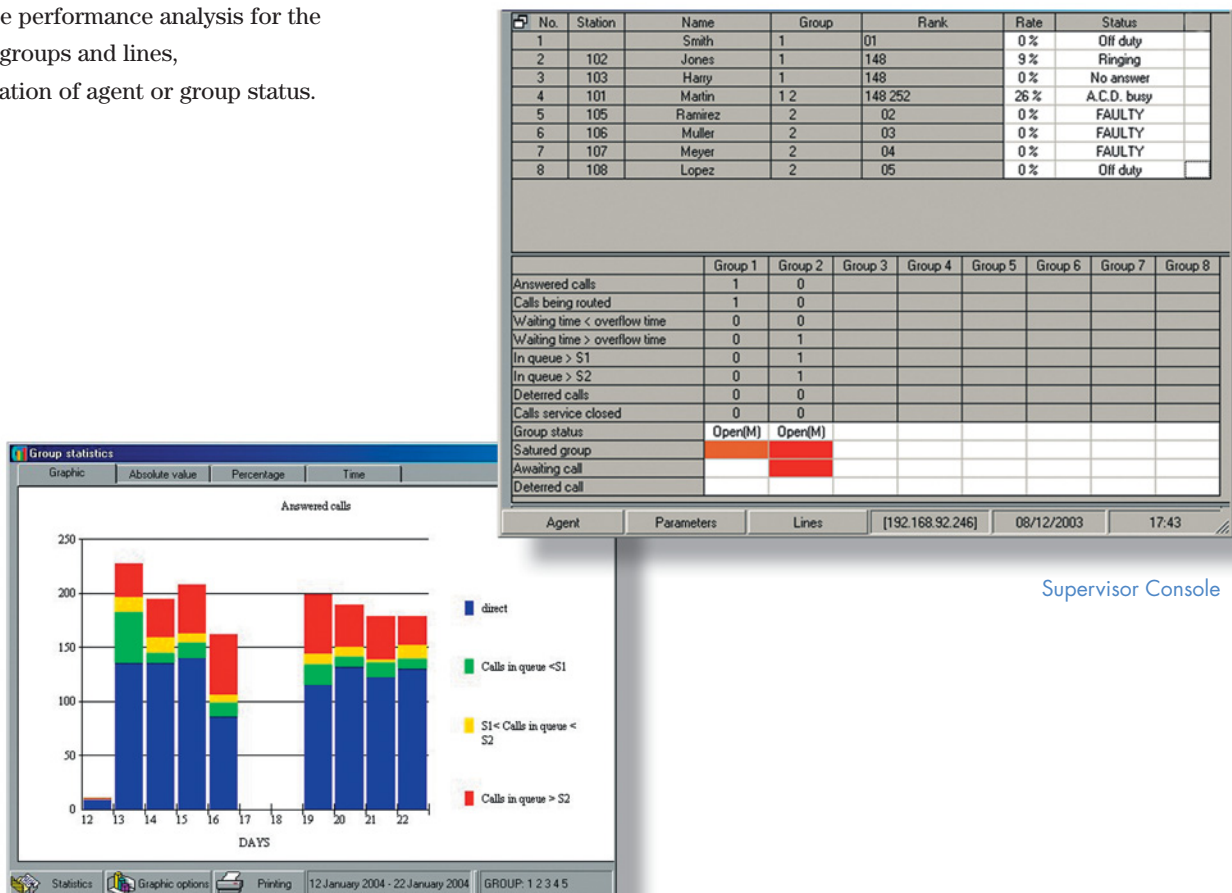 e performance analysis for the
groups and lines,
ation of agent or group status.
No. Station Name Group Rank Rate Status
1 Smith 1 01 0 % Off duty
2 102 Jones 1 148 9 % Ringing
3 103 Harry 1 148 0 % No answer
4 101 Martin 1 2 148 252 26 % A.C.D. busy
5 105 Ramirez 2 02 0 % FAULTY
6 106 Muller 2 03 0 % FAULTY
7 107 Meyer 2 04 0 % FAULTY
8 108 Lopez 2 05 0 % Off duty
Group 1 Group 2 Group 3 Group 4 Group 5 Group 6 Group 7 Group 8
Answered calls 1 0
Calls being routed 1 0
Waiting time < overflow time 0 0
Waiting time > overflow time 0 1
In queue > S1 0 1
In queue > S2 0 1
Deterred calls 0 0
Calls service closed 0 0
Group status Open(M) Open(M)
Satured group
Awaiting call
Deterred call
Agent Parameters Lines [192.168.92.246] 08/12/2003 17:43
Supervisor Console
Group statistics
Graphic Absolute value Percentage Time
Answered calls
250
200
150
100
50
0
12 13 14 15 16 17 18 19 20 21 22
DAYS
direct
Calls in queue <S1
S1< Calls in queue <
S2
Calls in queue > S2
Statistics Graphic options Printing 12 January 2004 - 22 January 2004 GROUP: 1 2 3 4 5